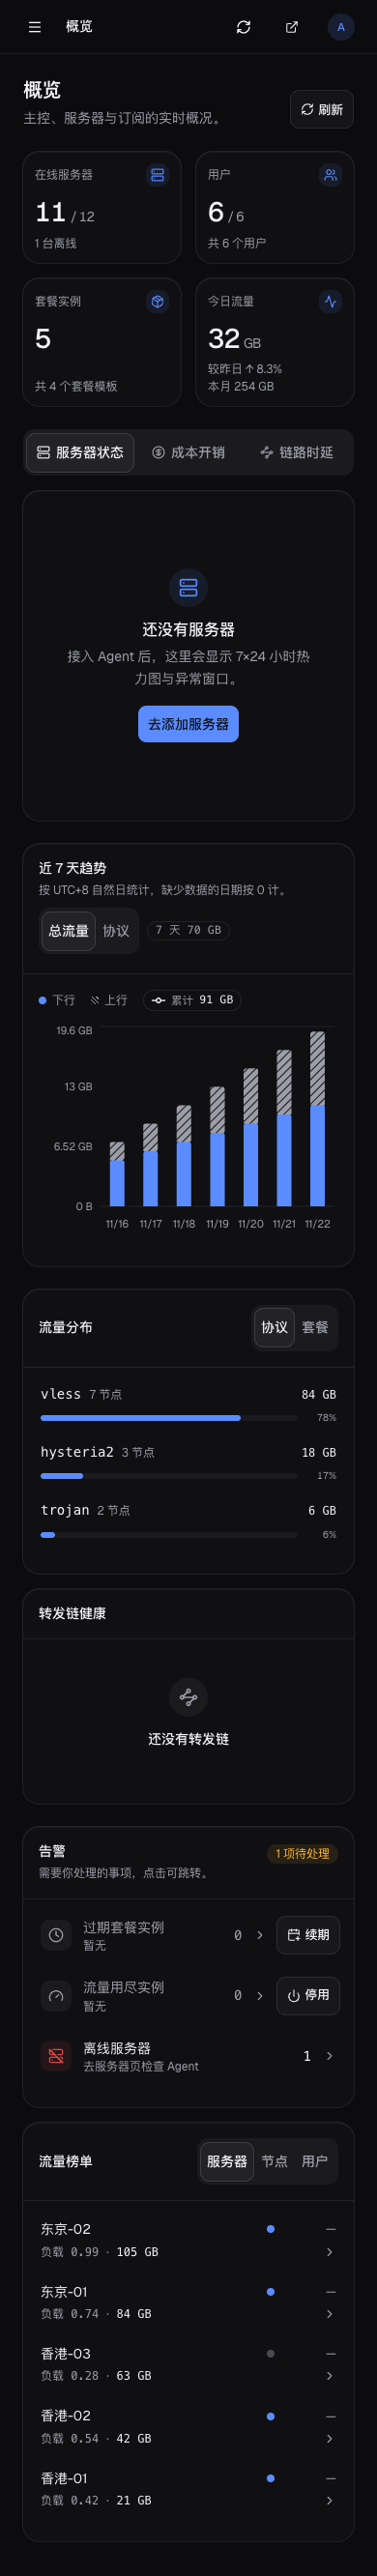 概览
A
概览
主控、服务器与订阅的实时概况。
刷新
在线服务器
11 / 12
1 台离线
用户
6 / 6
共 6 个用户
套餐实例
5
共 4 个套餐模板
今日流量
32 GB
较昨日 ↑ 8.3%
本月 254 GB
服务器状态
成本开销
链路时延
还没有服务器
接入 Agent 后，这里会显示 7×24 小时热
力图与异常窗口。
去添加服务器
近 7 天趋势
按 UTC+8 自然日统计，缺少数据的日期按 0 计。
总流量 协议 7 天 70 GB
下行 上行 累计 91 GB
19.6 GB
13 GB
6.52 GB
0 B
11/16 11/17 11/18 11/19 11/20 11/21 11/22
流量分布
协议 套餐
vless 7 节点 84 GB
78%
hysteria2 3 节点 18 GB
17%
trojan 2 节点 6 GB
6%
转发链健康
还没有转发链
告警
需要你处理的事项，点击可跳转。
1 项待处理
过期套餐实例
暂无
0
续期
流量用尽实例
暂无
0
停用
离线服务器
去服务器页检查 Agent
1
流量榜单
服务器 节点 用户
东京-02 —
负载 0.99 · 105 GB
东京-01 —
负载 0.74 · 84 GB
香港-03 —
负载 0.28 · 63 GB
香港-02 —
负载 0.54 · 42 GB
香港-01 —
负载 0.42 · 21 GB